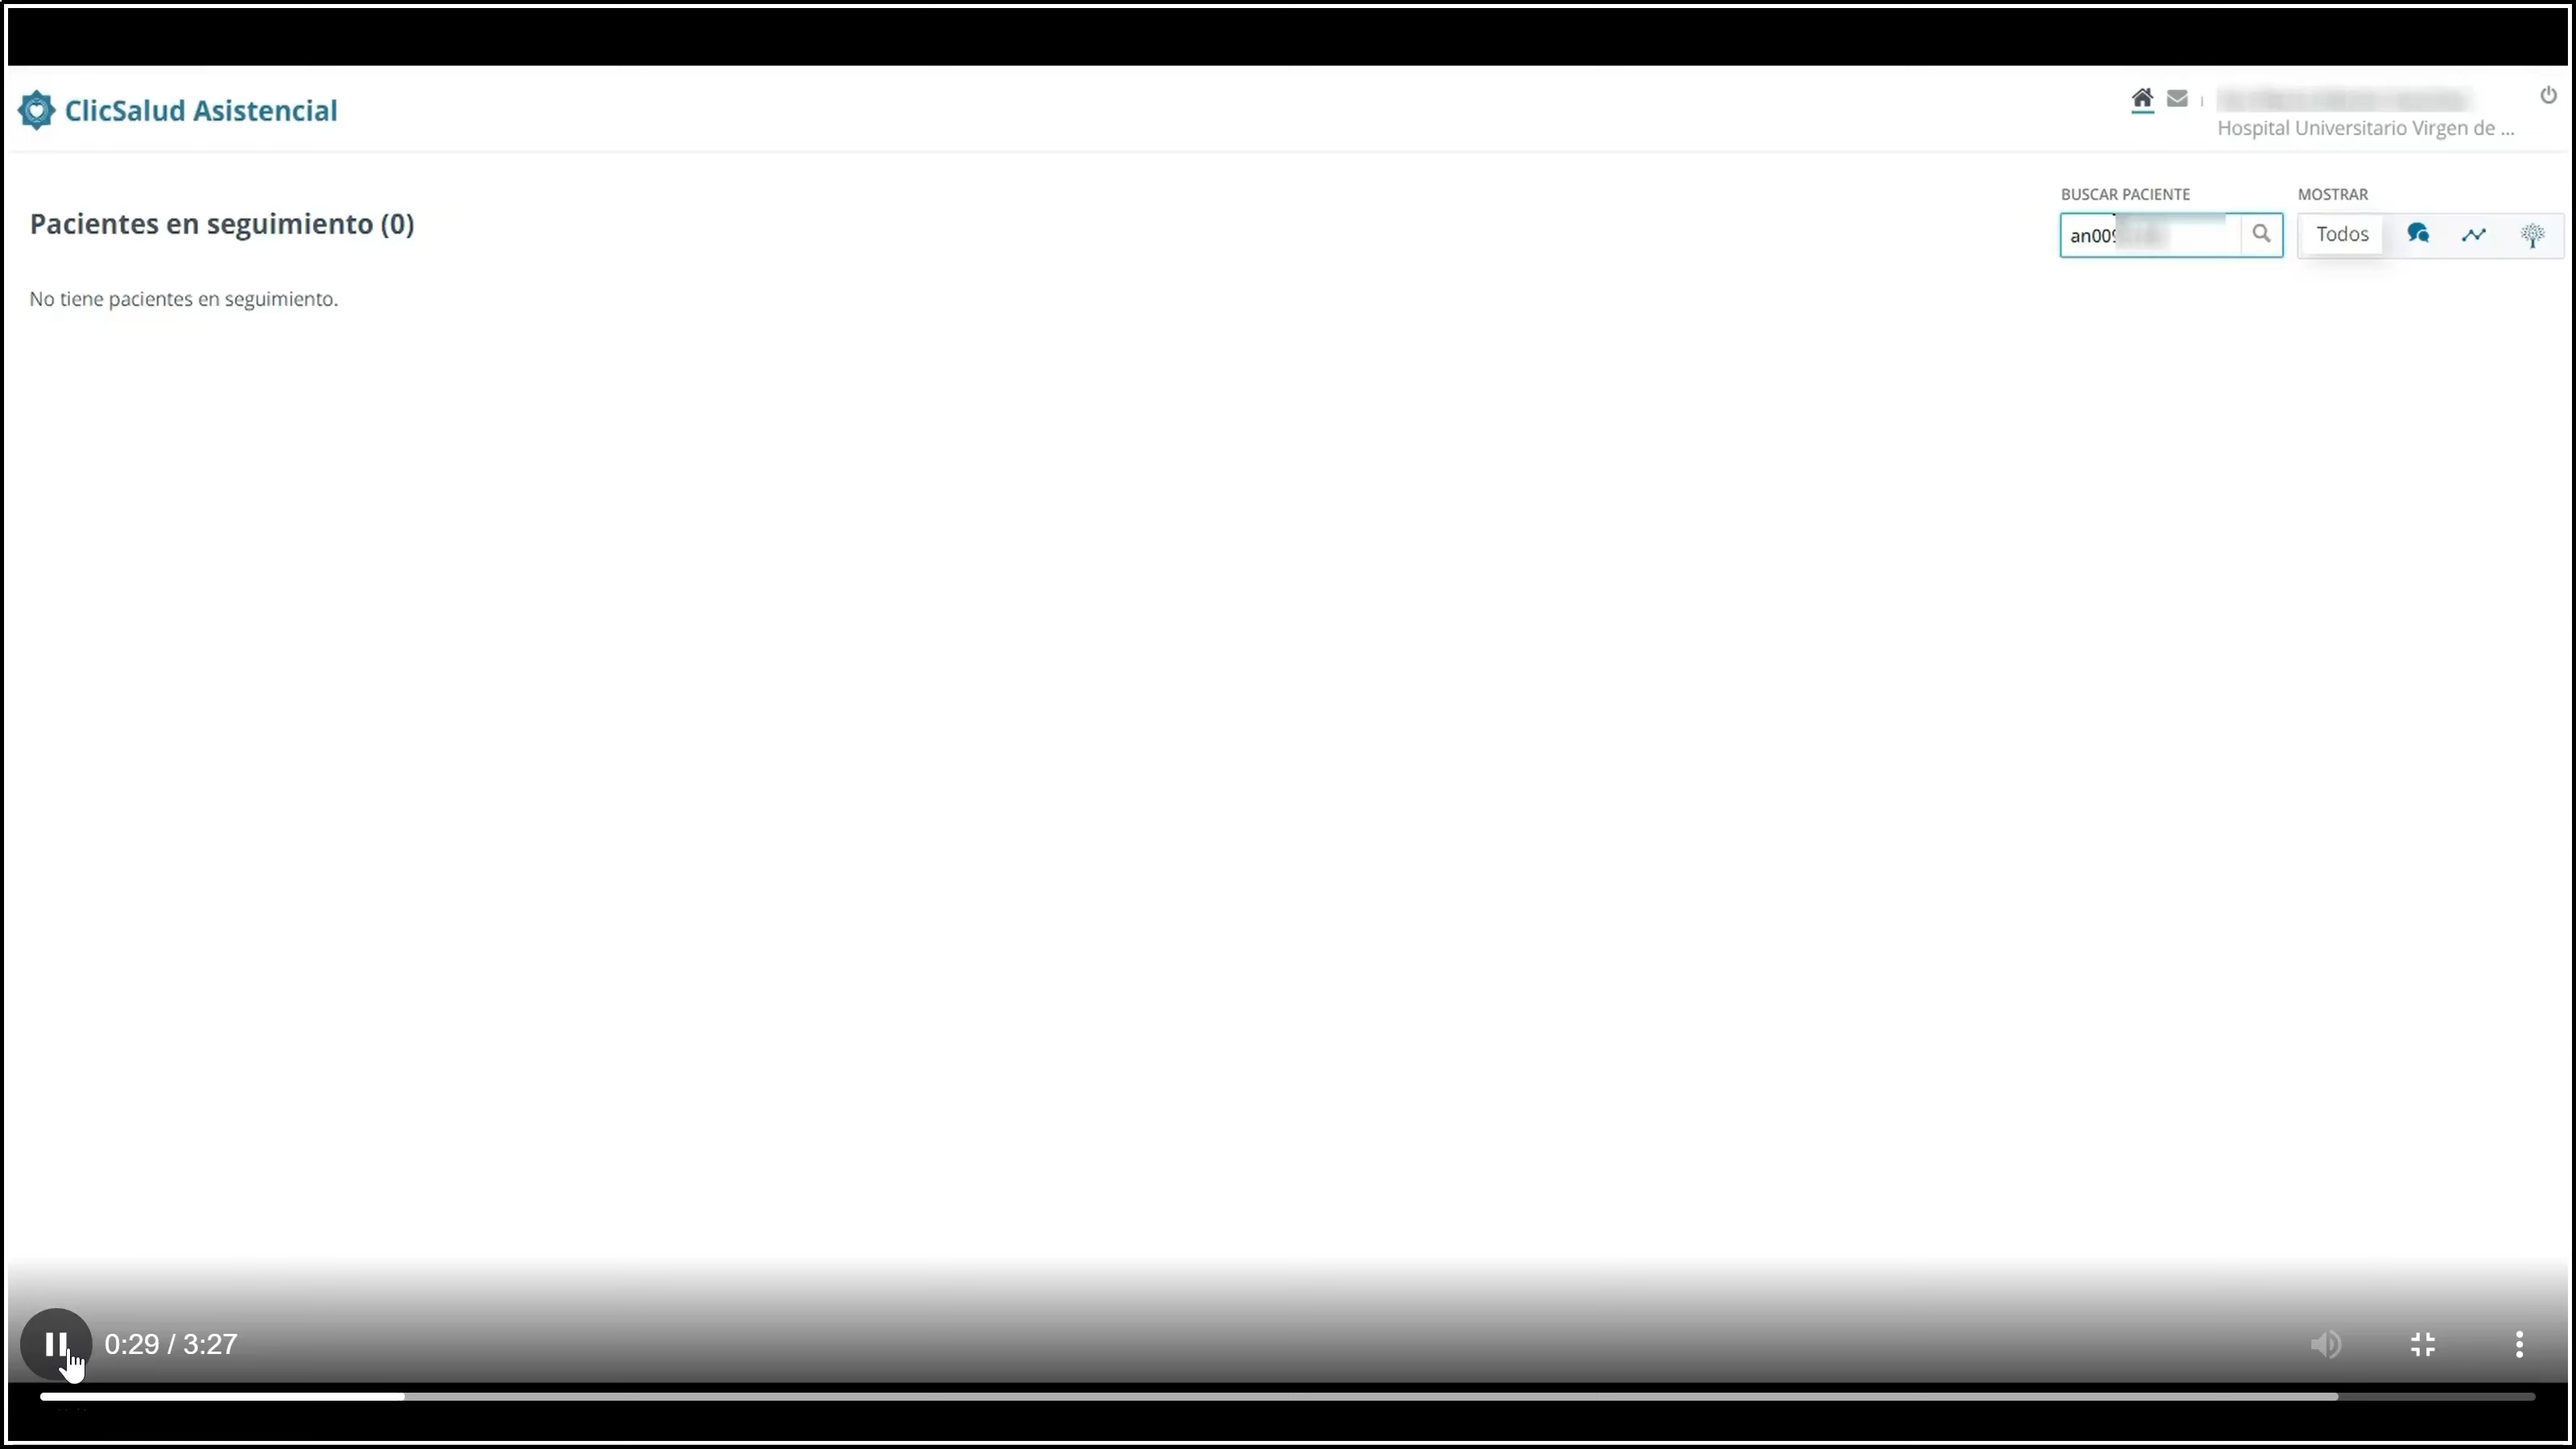 ClicSalud Asistencial
Hospital Universitario Virgen de ...
BUSCAR PACIENTE
MOSTRAR
Pacientes en seguimiento (0)
an009
Todos
No tiene pacientes en seguimiento.
0:29 / 3:27